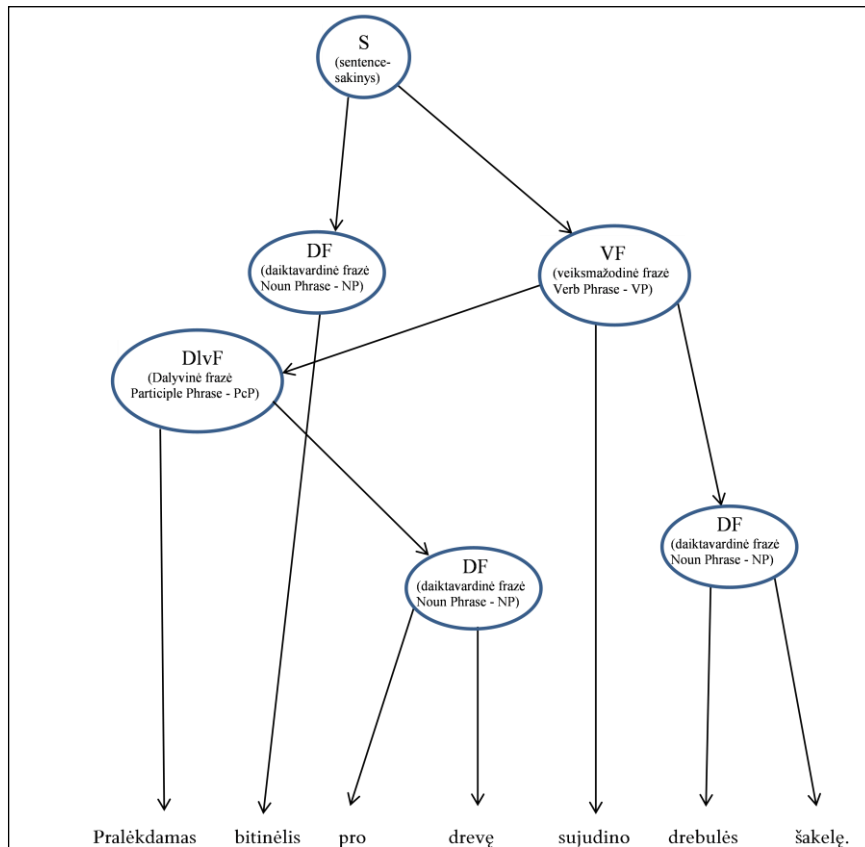 S
(sentence-
sakinys)
DF
(daiktavardinė frazė
Noun Phrase - NP)
VF
(veiksmažodinė frazė
Verb Phrase - VP)
DlvF
(Dalyvinė frazė
Participle Phrase - PcP)
DF
(daiktavardinė frazė
Noun Phrase - NP)
DF
(daiktavardinė frazė
Noun Phrase - NP)
Pralėkdamas bitinėlis pro drevę sujudino drebulės šakelę.